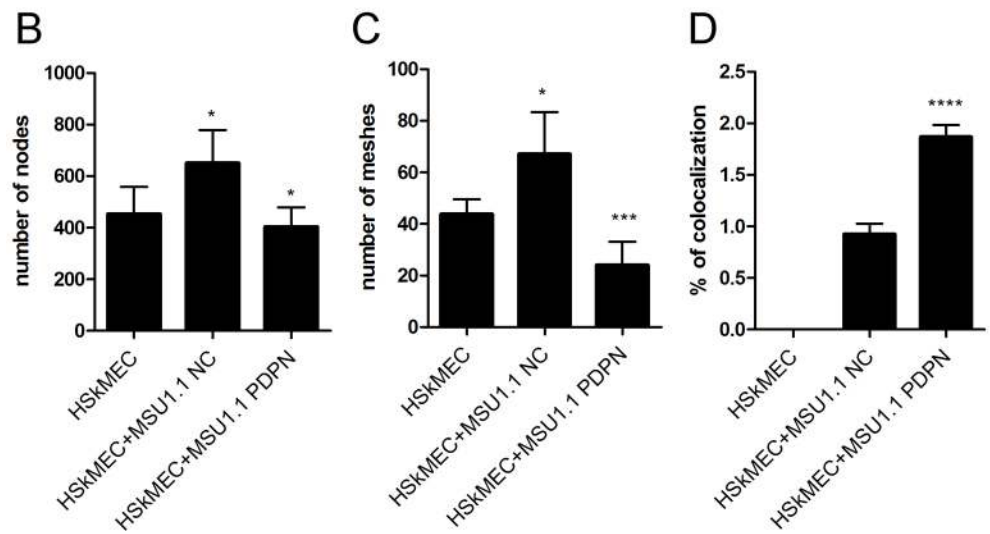 B
number of nodes
1000
800
600
400
200
0
*
*
HSkMEC
HSkMEC+MSU1.1 NC
HSkMEC+MSU1.1 PDPN
C
number of meshes
100
80
60
40
20
0
*
***
HSkMEC
HSkMEC+MSU1.1 NC
HSkMEC+MSU1.1 PDPN
D
% of colocalization
2.5
2.0
1.5
1.0
0.5
0.0
****
HSkMEC
HSkMEC+MSU1.1 NC
HSkMEC+MSU1.1 PDPN